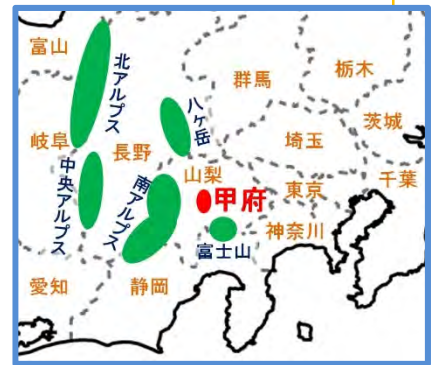 富山
北アルプス
群馬
栃木
茨城
八ヶ岳
岐阜
長野
埼玉
中央アルプス
南アルプス
山梨
甲府
東京
千葉
富士山
神奈川
愛知
静岡